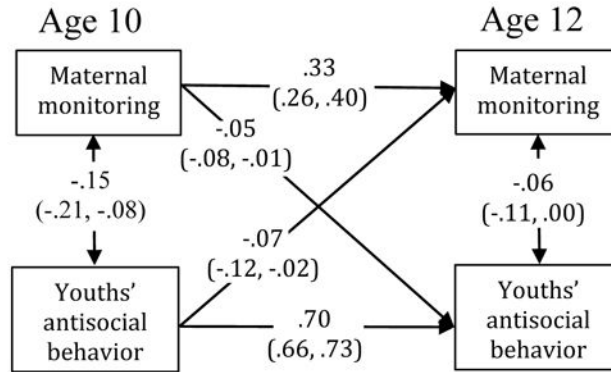 Age 10
Age 12
Maternal
monitoring
.33
(.26, .40)
Maternal
monitoring
-.05
(-.08, -.01)
-.15
(-.21, -.08)
-.06
(-.11, .00)
-.07
(-.12, -.02)
Youths’
antisocial
behavior
.70
(.66, .73)
Youths’
antisocial
behavior